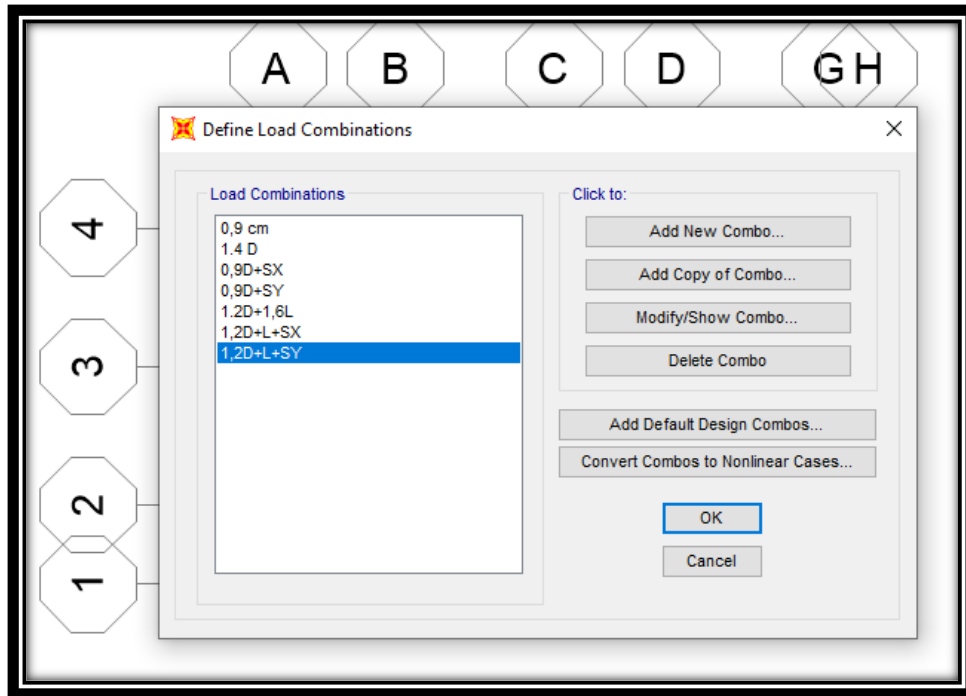 A B C D G H
Define Load Combinations
4
3
2
1
Load Combinations
0,9 cm
1.4 D
0,9D+SX
0,9D+SY
1.2D+1,6L
1,2D+L+SX
1,2D+L+SY
Click to:
Add New Combo...
Add Copy of Combo...
Modify/Show Combo...
Delete Combo
Add Default Design Combos...
Convert Combos to Nonlinear Cases...
OK
Cancel